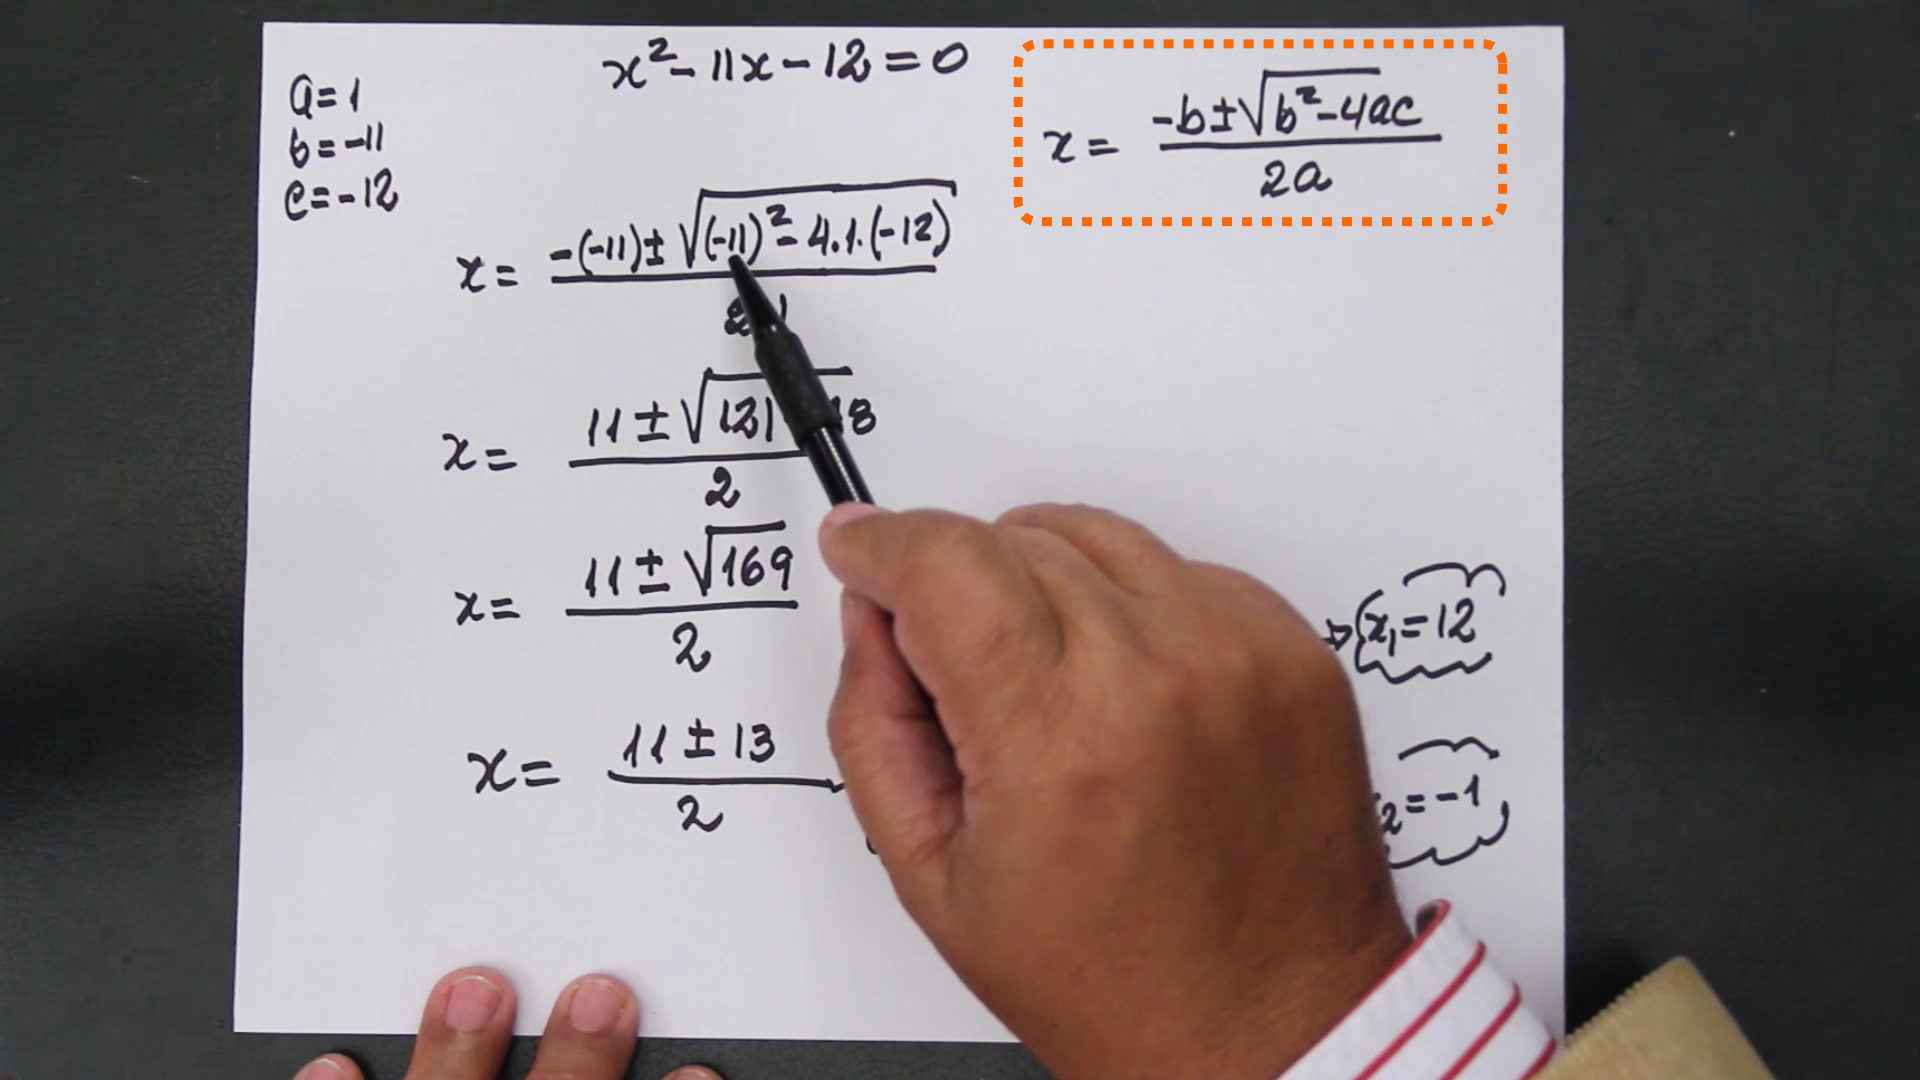 x² - 11x - 12 = 0
a = 1
b = -11
c = -12
x = (-b ± √(b² - 4ac)) / 2a
x = (-(-11) ± √((-11)² - 4.1.(-12))) /
x = (11 ± √121 8) / 2
x = (11 ± √169) / 2
x₁ = 12
x = (11 ± 13) / 2
₂ = -1